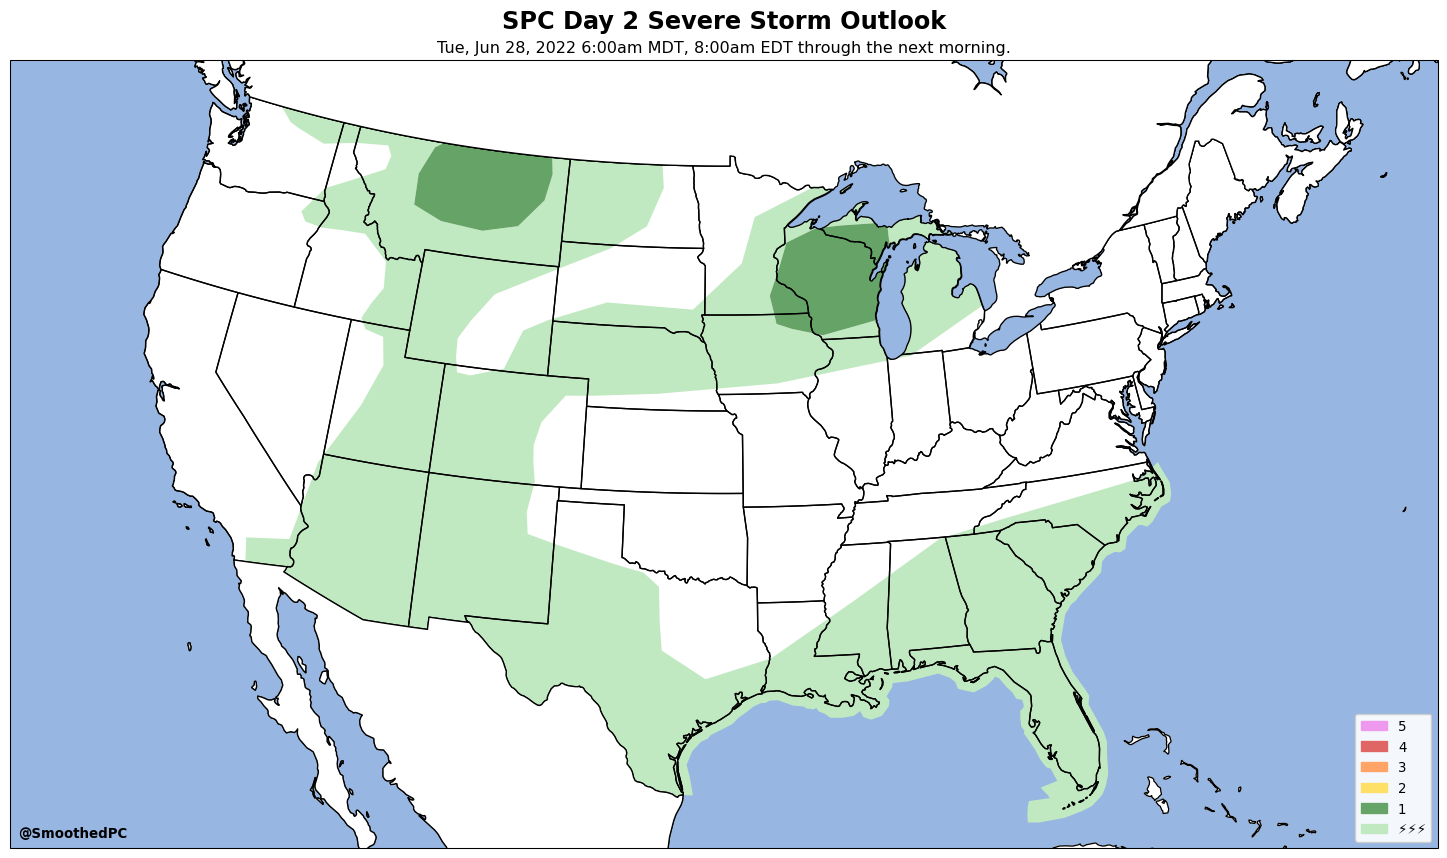 SPC Day 2 Severe Storm Outlook
Tue, Jun 28, 2022 6:00am MDT, 8:00am EDT through the next morning.
5
4
3
2
1
⚡⚡⚡
@SmoothedPC